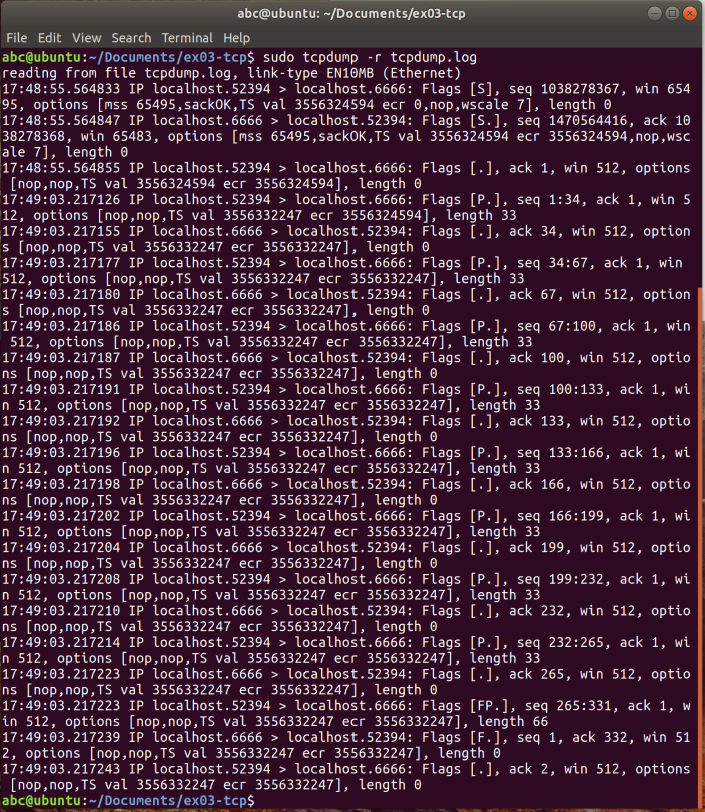 abc@ubuntu: ~/Documents/ex03-tcp
File Edit View Search Terminal Help
abc@ubuntu:~/Documents/ex03-tcp$ sudo tcpdump -r tcpdump.log
reading from file tcpdump.log, link-type EN10MB (Ethernet)
17:48:55.564833 IP localhost.52394 > localhost.6666: Flags [S], seq 1038278367, win 654
95, options [mss 65495,sackOK,TS val 3556324594 ecr 0,nop,wscale 7], length 0
17:48:55.564847 IP localhost.6666 > localhost.52394: Flags [S.], seq 1470564416, ack 10
38278368, win 65483, options [mss 65495,sackOK,TS val 3556324594 ecr 3556324594,nop,wsc
ale 7], length 0
17:48:55.564855 IP localhost.52394 > localhost.6666: Flags [.], ack 1, win 512, options
 [nop,nop,TS val 3556324594 ecr 3556324594], length 0
17:49:03.217126 IP localhost.52394 > localhost.6666: Flags [P.], seq 1:34, ack 1, win 5
12, options [nop,nop,TS val 3556332247 ecr 3556324594], length 33
17:49:03.217155 IP localhost.6666 > localhost.52394: Flags [.], ack 34, win 512, option
s [nop,nop,TS val 3556332247 ecr 3556332247], length 0
17:49:03.217177 IP localhost.52394 > localhost.6666: Flags [P.], seq 34:67, ack 1, win 
512, options [nop,nop,TS val 3556332247 ecr 3556332247], length 33
17:49:03.217180 IP localhost.6666 > localhost.52394: Flags [.], ack 67, win 512, option
s [nop,nop,TS val 3556332247 ecr 3556332247], length 0
17:49:03.217186 IP localhost.52394 > localhost.6666: Flags [P.], seq 67:100, ack 1, win
 512, options [nop,nop,TS val 3556332247 ecr 3556332247], length 33
17:49:03.217187 IP localhost.6666 > localhost.52394: Flags [.], ack 100, win 512, optio
ns [nop,nop,TS val 3556332247 ecr 3556332247], length 0
17:49:03.217191 IP localhost.52394 > localhost.6666: Flags [P.], seq 100:133, ack 1, wi
n 512, options [nop,nop,TS val 3556332247 ecr 3556332247], length 33
17:49:03.217192 IP localhost.6666 > localhost.52394: Flags [.], ack 133, win 512, optio
ns [nop,nop,TS val 3556332247 ecr 3556332247], length 0
17:49:03.217196 IP localhost.52394 > localhost.6666: Flags [P.], seq 133:166, ack 1, wi
n 512, options [nop,nop,TS val 3556332247 ecr 3556332247], length 33
17:49:03.217198 IP localhost.6666 > localhost.52394: Flags [.], ack 166, win 512, optio
ns [nop,nop,TS val 3556332247 ecr 3556332247], length 0
17:49:03.217202 IP localhost.52394 > localhost.6666: Flags [P.], seq 166:199, ack 1, wi
n 512, options [nop,nop,TS val 3556332247 ecr 3556332247], length 33
17:49:03.217204 IP localhost.6666 > localhost.52394: Flags [.], ack 199, win 512, optio
ns [nop,nop,TS val 3556332247 ecr 3556332247], length 0
17:49:03.217208 IP localhost.52394 > localhost.6666: Flags [P.], seq 199:232, ack 1, wi
n 512, options [nop,nop,TS val 3556332247 ecr 3556332247], length 33
17:49:03.217210 IP localhost.6666 > localhost.52394: Flags [.], ack 232, win 512, optio
ns [nop,nop,TS val 3556332247 ecr 3556332247], length 0
17:49:03.217214 IP localhost.52394 > localhost.6666: Flags [P.], seq 232:265, ack 1, wi
n 512, options [nop,nop,TS val 3556332247 ecr 3556332247], length 33
17:49:03.217223 IP localhost.6666 > localhost.52394: Flags [.], ack 265, win 512, optio
ns [nop,nop,TS val 3556332247 ecr 3556332247], length 0
17:49:03.217223 IP localhost.52394 > localhost.6666: Flags [FP.], seq 265:331, ack 1, w
in 512, options [nop,nop,TS val 3556332247 ecr 3556332247], length 66
17:49:03.217239 IP localhost.6666 > localhost.52394: Flags [F.], seq 1, ack 332, win 51
2, options [nop,nop,TS val 3556332247 ecr 3556332247], length 0
17:49:03.217243 IP localhost.52394 > localhost.6666: Flags [.], ack 2, win 512, options
 [nop,nop,TS val 3556332247 ecr 3556332247], length 0
abc@ubuntu:~/Documents/ex03-tcp$